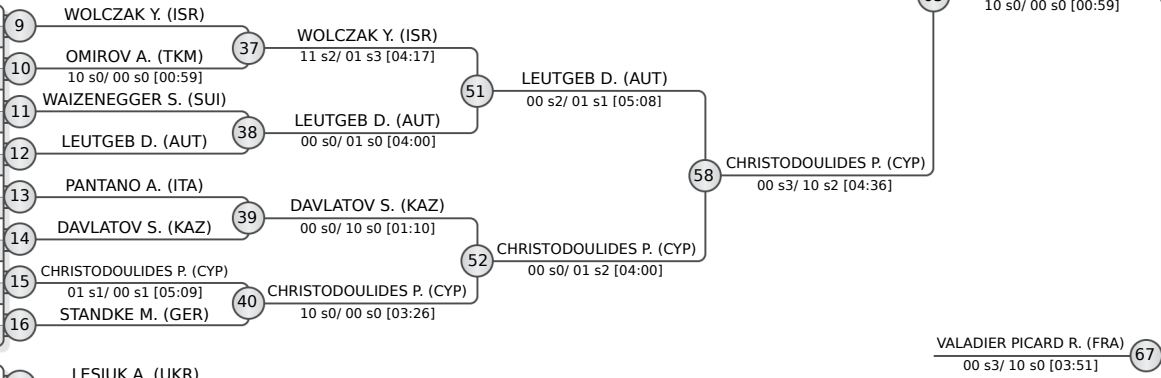 10 s0/ 00 s0 [00:59]
9
WOLCZAK Y. (ISR)
37
WOLCZAK Y. (ISR)
11 s2/ 01 s3 [04:17]
10
OMIROV A. (TKM)
10 s0/ 00 s0 [00:59]
51
LEUTGEB D. (AUT)
00 s2/ 01 s1 [05:08]
11
WAIZENEGGER S. (SUI)
38
LEUTGEB D. (AUT)
00 s0/ 01 s0 [04:00]
12
LEUTGEB D. (AUT)
58
CHRISTODOULIDES P. (CYP)
00 s3/ 10 s2 [04:36]
13
PANTANO A. (ITA)
39
DAVLATOV S. (KAZ)
00 s0/ 10 s0 [01:10]
14
DAVLATOV S. (KAZ)
52
CHRISTODOULIDES P. (CYP)
00 s0/ 01 s2 [04:00]
15
CHRISTODOULIDES P. (CYP)
01 s1/ 00 s1 [05:09]
40
CHRISTODOULIDES P. (CYP)
10 s0/ 00 s0 [03:26]
16
STANDKE M. (GER)
VALADIER PICARD R. (FRA)
00 s3/ 10 s0 [03:51]
67
LESIUK A. (UKR)